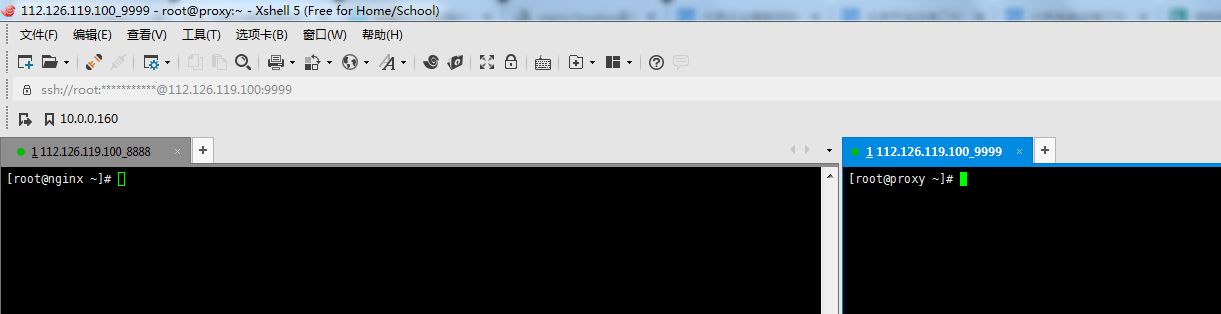 112.126.119.100_9999 - root@proxy:~ - Xshell 5 (Free for Home/School)
文件(F) 编辑(E) 查看(V) 工具(T) 选项卡(B) 窗口(W) 帮助(H)
ssh://root:***********@112.126.119.100:9999
10.0.0.160
1 112.126.119.100_8888 × +
1 112.126.119.100_9999 × +
[root@nginx ~]#
[root@proxy ~]#